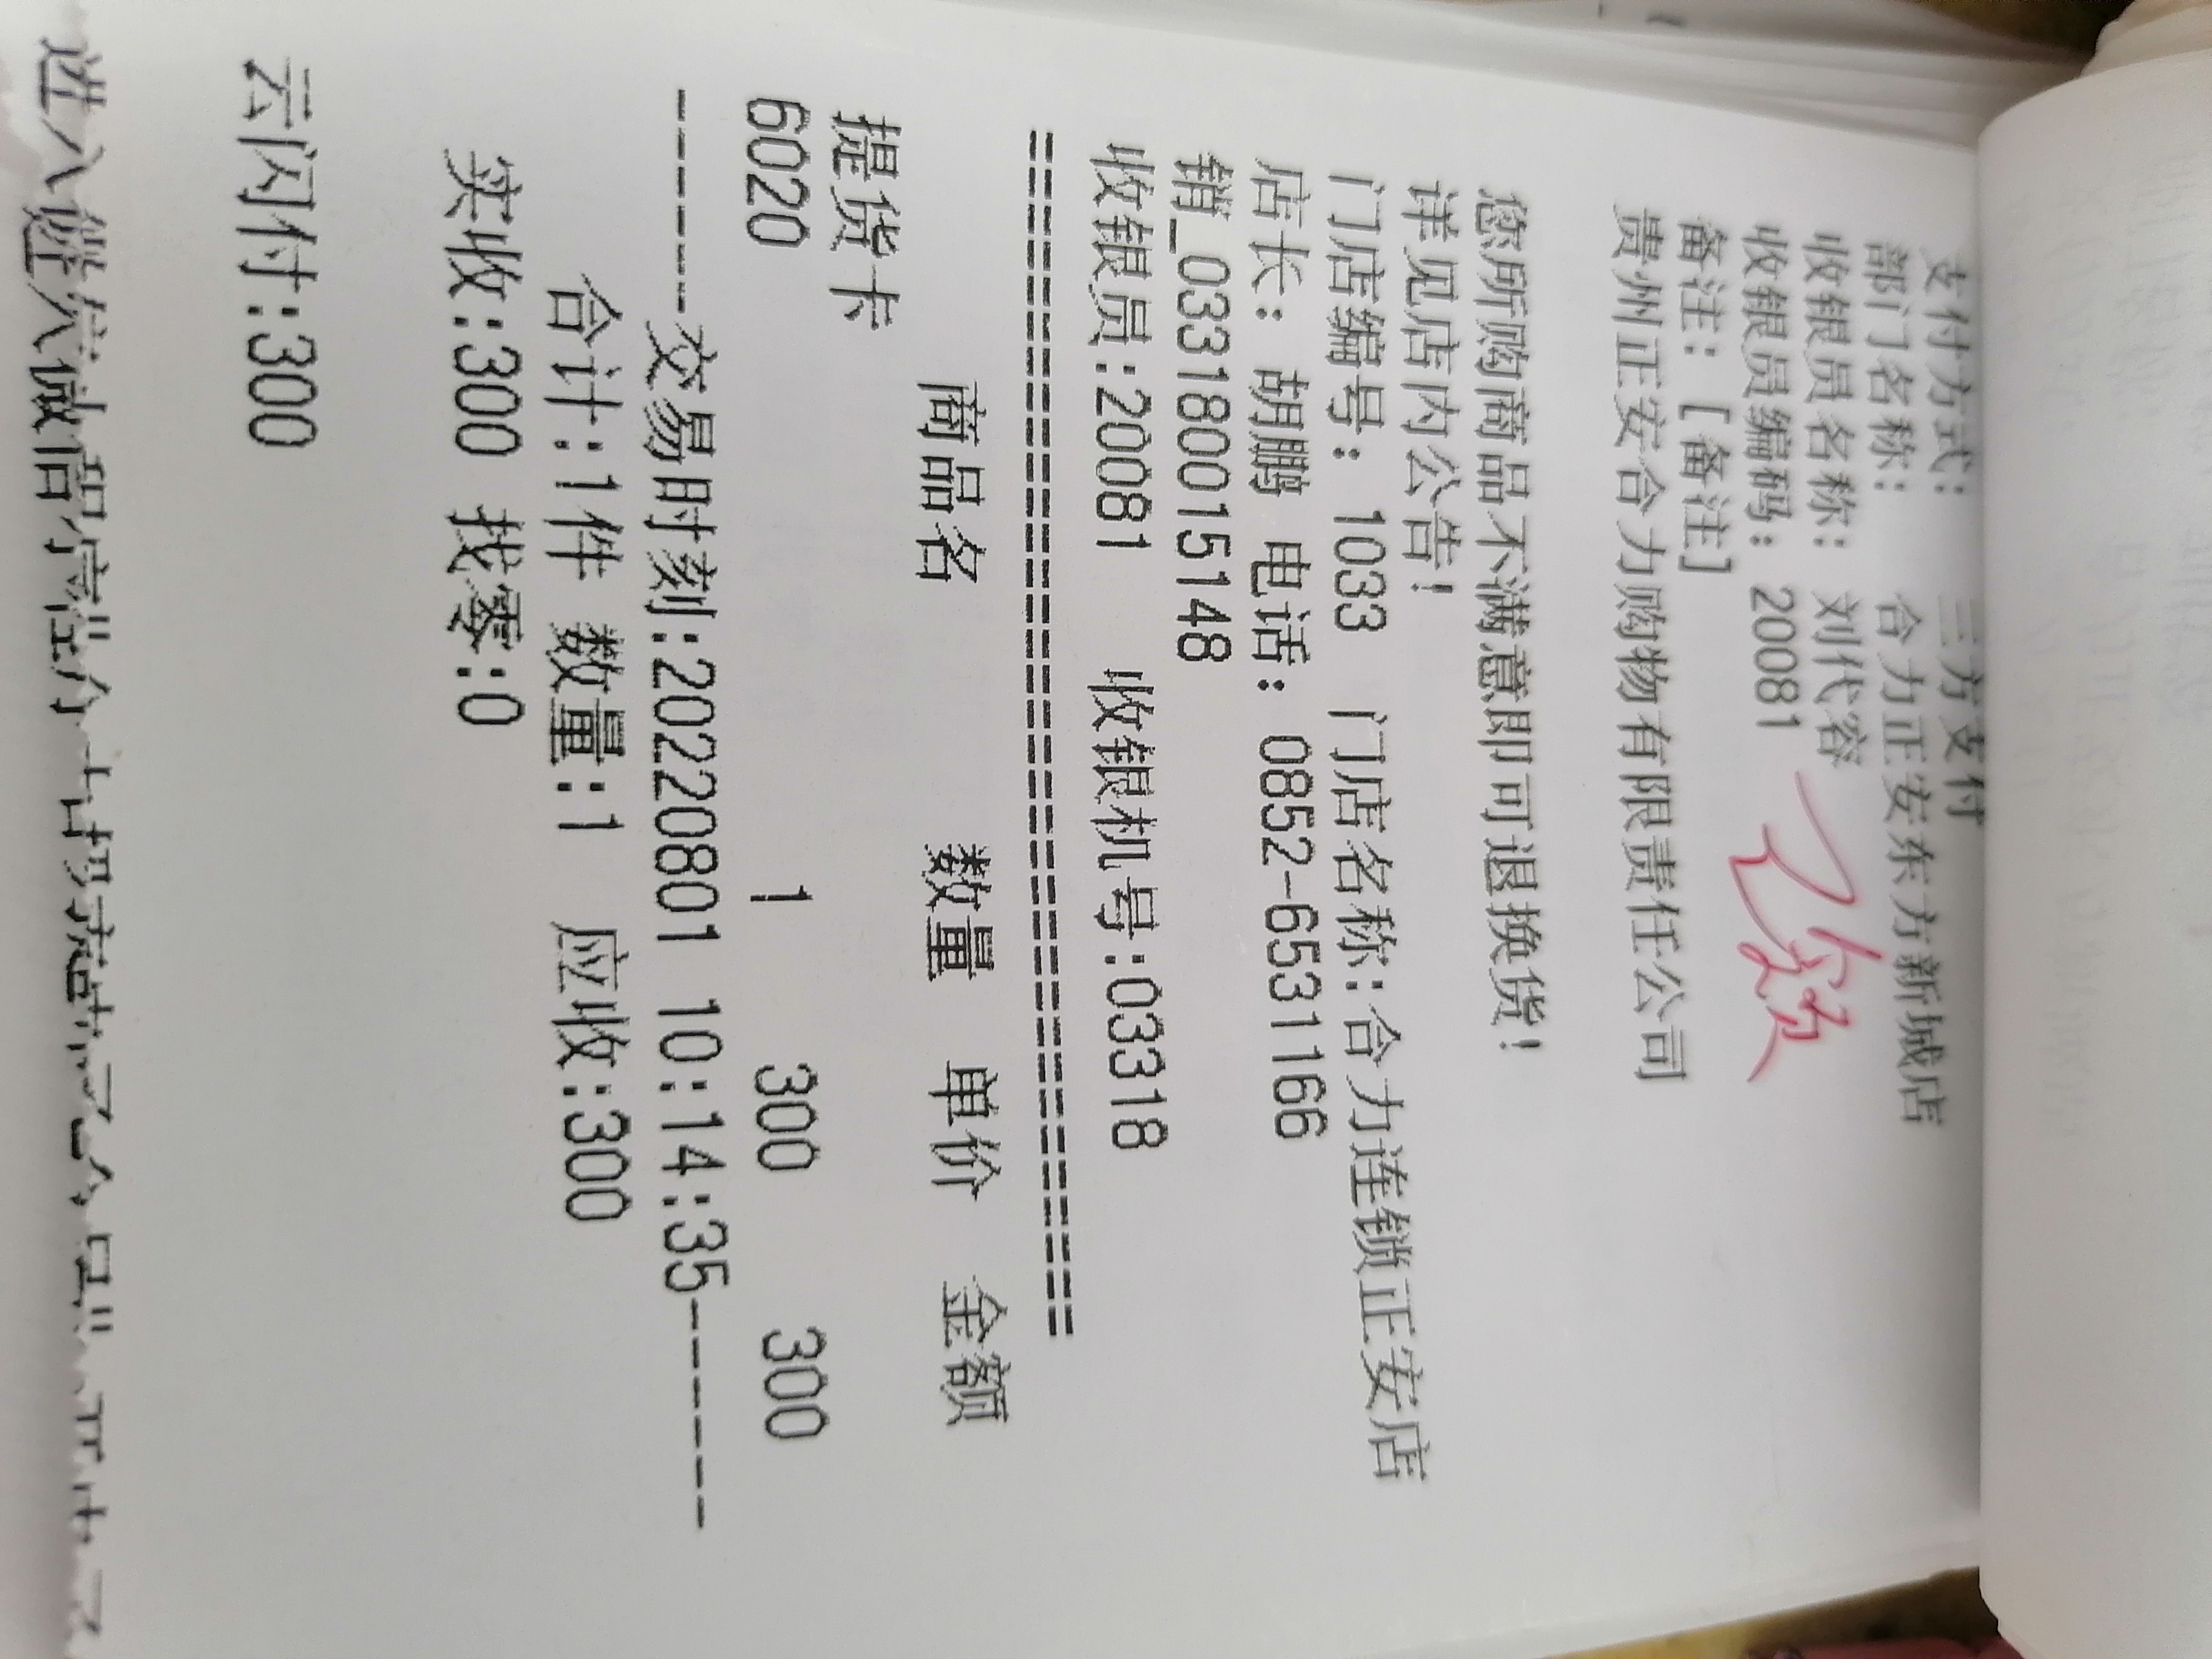 支付方式： 三方支付
部门名称： 合力正安东方新城店
收银员名称： 刘代容
收银员编码： 20081
备注：[备注]
贵州正安合力购物有限责任公司
您所购商品不满意即可退换货！
详见店内公告！
门店编号：1033 门店名称：合力连锁正安店
店长：胡鹏 电话：0852-6531166
销_033180015148
收银员:20081 收银机号:03318
==================================================
商品名 数量 单价 金额
提货卡
6020 1 300 300
------交易时刻:20220801 10:14:35------
合计:1件 数量:1 应收:300
实收:300 找零:0
云闪付:300